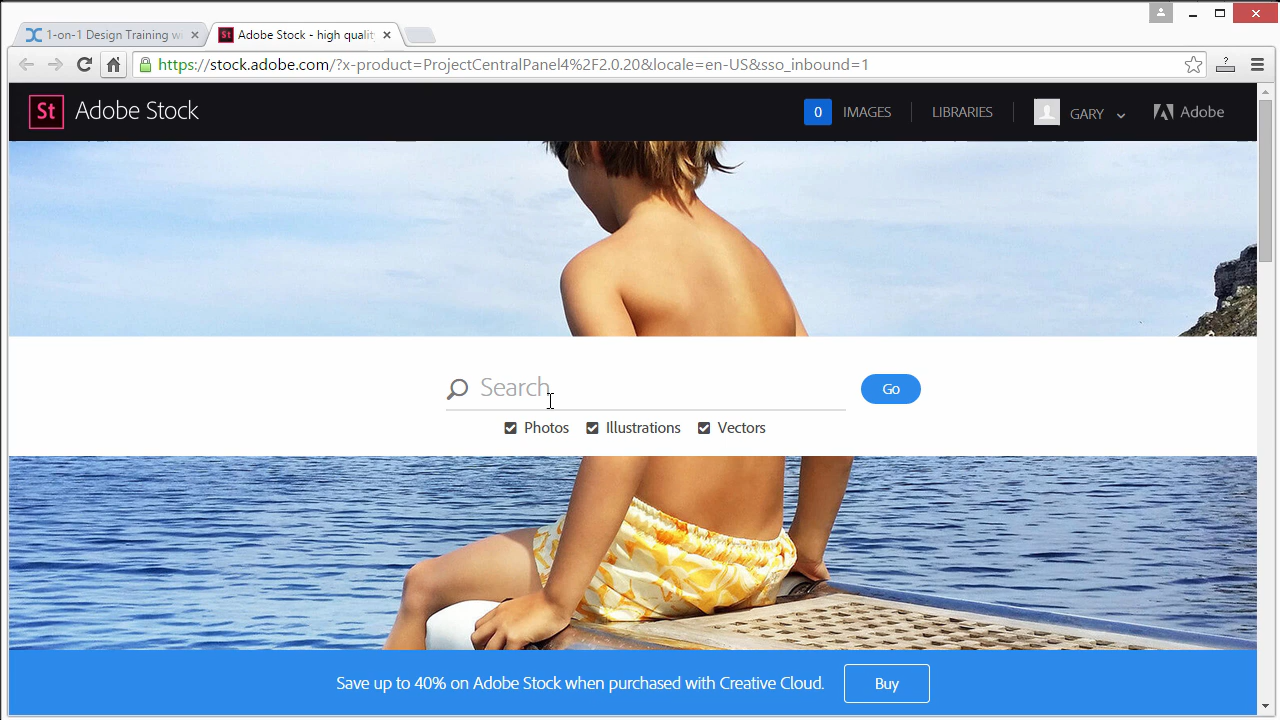 1-on-1 Design Training w
Adobe Stock - high qualit
https://stock.adobe.com/?x-product=ProjectCentralPanel4%2F2.0.20&locale=en-US&sso_inbound=1
St Adobe Stock
0 IMAGES LIBRARIES GARY Adobe
Search
Go
Photos Illustrations Vectors
Save up to 40% on Adobe Stock when purchased with Creative Cloud.
Buy